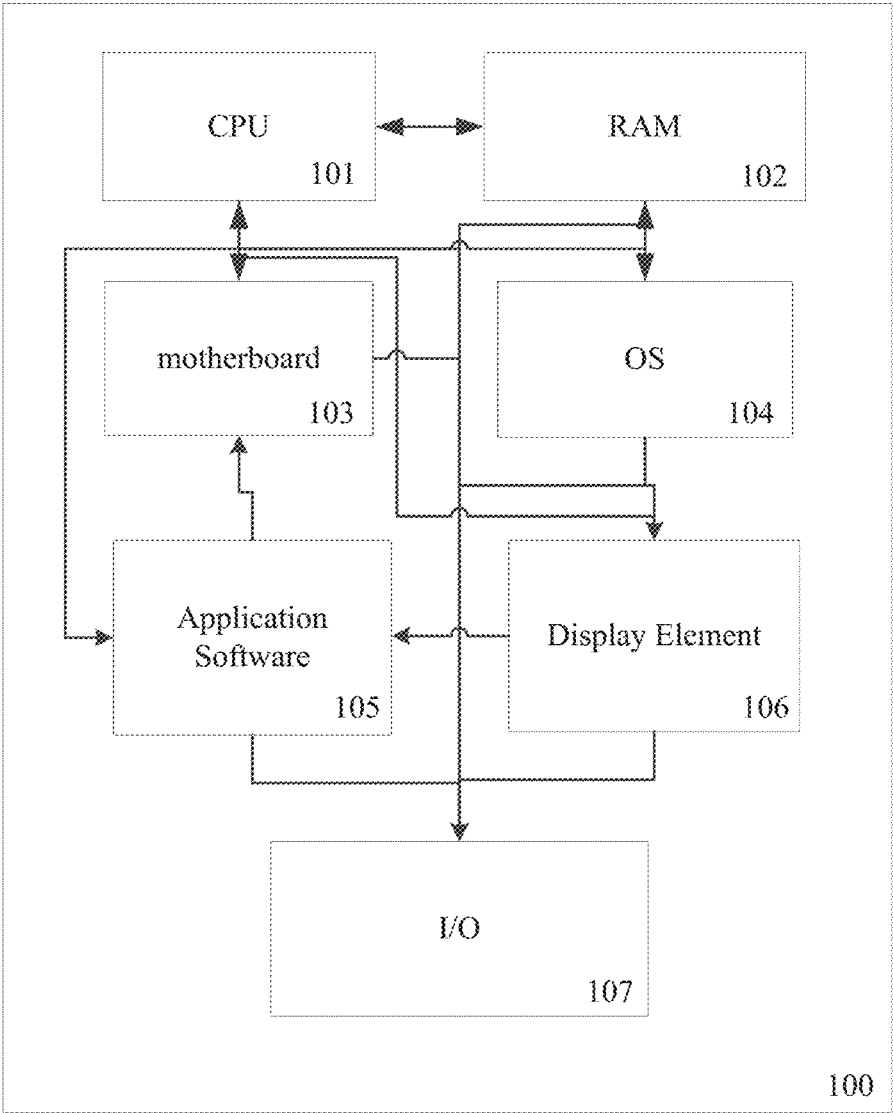 CPU
101
RAM
102
motherboard
103
OS
104
Application
Software
105
Display Element
106
I/O
107
100